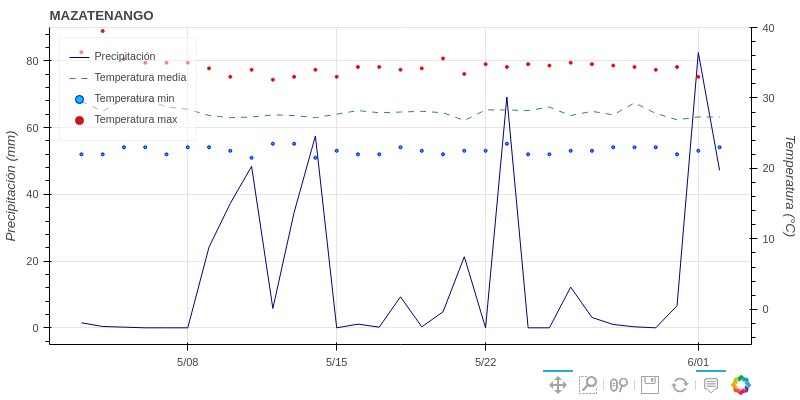 MAZATENANGO
Precipitación
Temperatura media
Temperatura min
Temperatura max
Precipitación (mm)
80
60
40
20
0
Temperatura (°C)
40
30
20
10
0
5/08 5/15 5/22 6/01